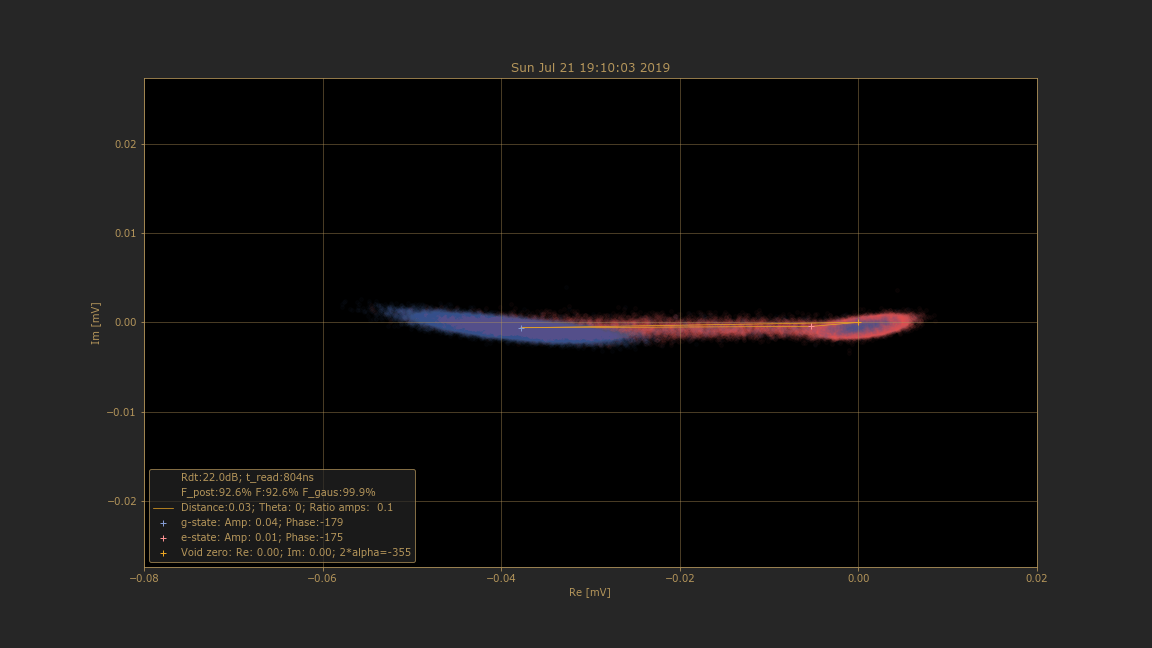 Sun Jul 21 19:10:03 2019
0.02
0.01
0.00
−0.01
−0.02
Im [mV]
Rdt:22.0dB; t_read:804ns
F_post:92.6% F:92.6% F_gaus:99.9%
Distance:0.03; Theta: 0; Ratio amps:  0.1
g-state: Amp: 0.04; Phase:-179
e-state: Amp: 0.01; Phase:-175
Void zero: Re: 0.00; Im: 0.00; 2*alpha=-355
−0.08 −0.06 −0.04 −0.02 0.00 0.02
Re [mV]